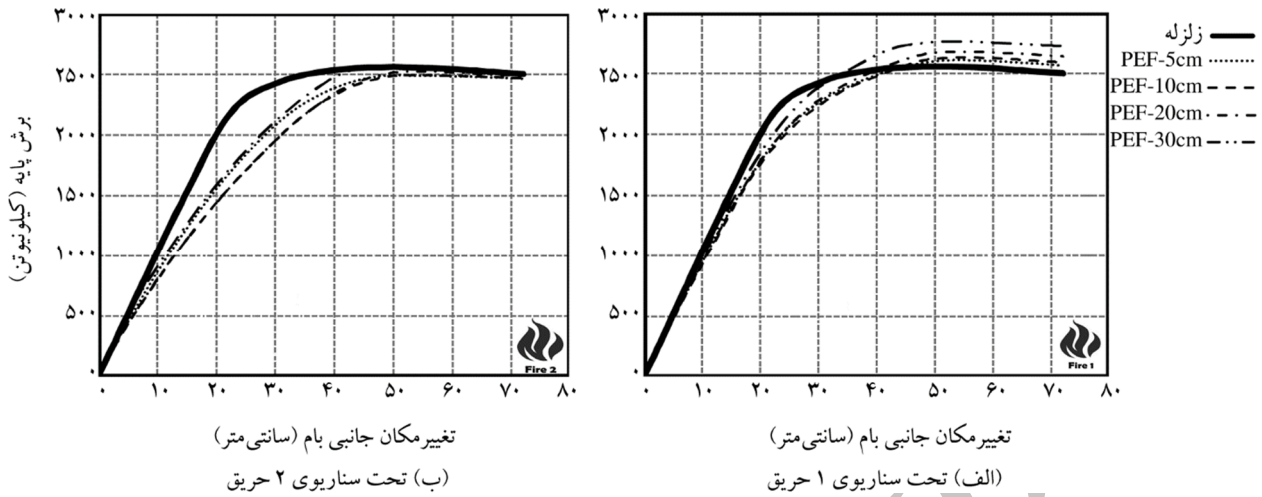 زلزله
PEF-5cm
PEF-10cm
PEF-20cm
PEF-30cm
برش پایه (کیلونیوتن)
۳۰۰۰
۲۵۰۰
۲۰۰۰
۱۵۰۰
۱۰۰۰
۵۰۰
۰
۰ ۱۰ ۲۰ ۳۰ ۴۰ ۵۰ ۶۰ ۷۰ ۸۰
Fire 1
تغییرمکان جانبی بام (سانتی‌متر)
(الف) تحت سناریوی ۱ حریق
۳۰۰۰
۲۵۰۰
۲۰۰۰
۱۵۰۰
۱۰۰۰
۵۰۰
۰
۰ ۱۰ ۲۰ ۳۰ ۴۰ ۵۰ ۶۰ ۷۰ ۸۰
Fire 2
تغییرمکان جانبی بام (سانتی‌متر)
(ب) تحت سناریوی ۲ حریق